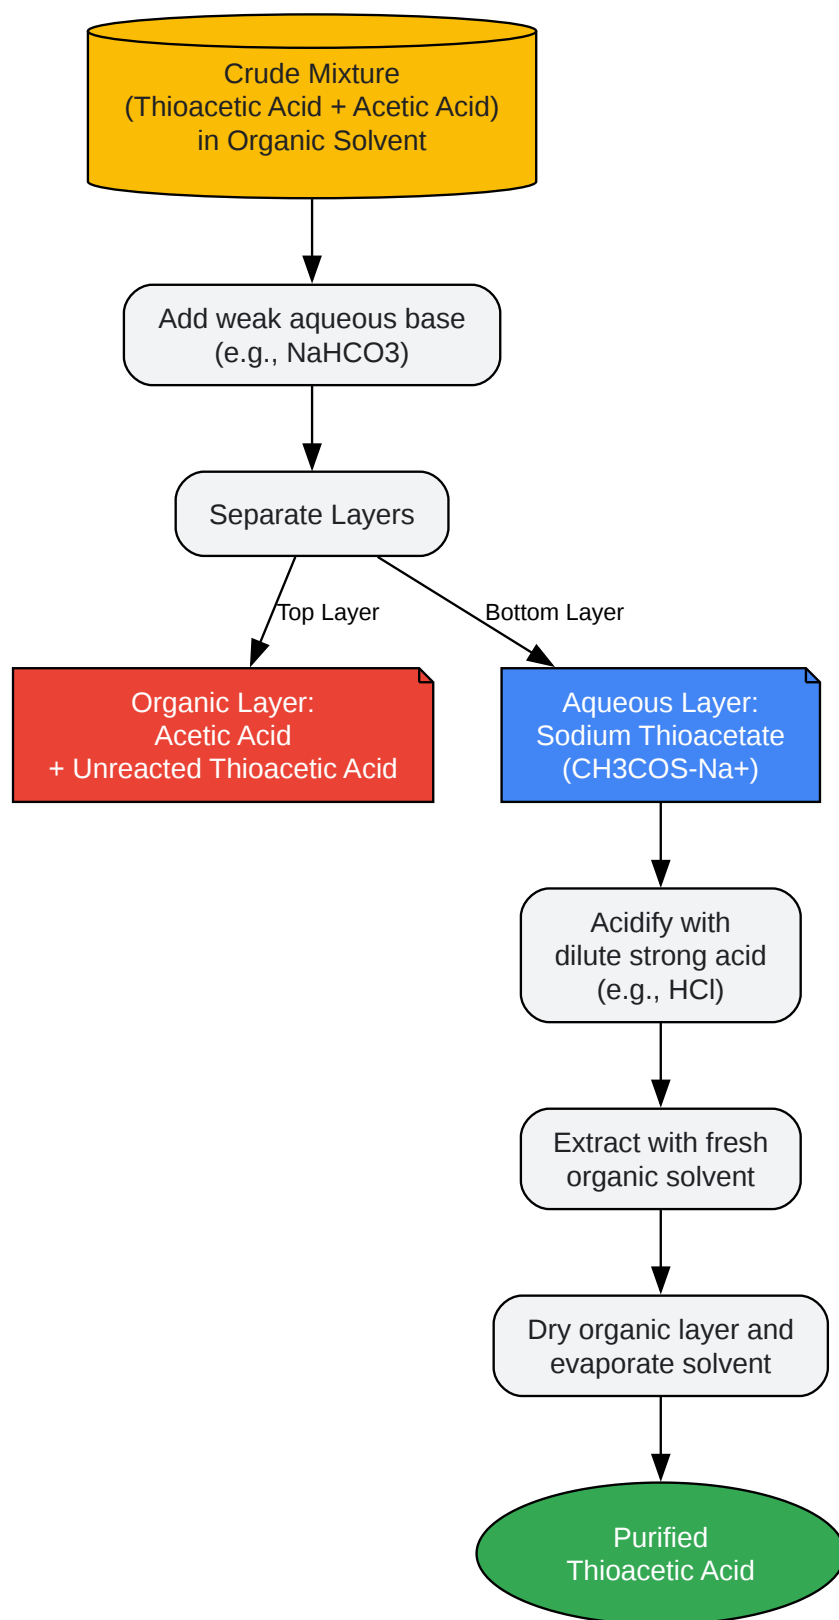 Crude Mixture
(Thioacetic Acid + Acetic Acid)
in Organic Solvent
Add weak aqueous base
(e.g., NaHCO3)
Separate Layers
Top Layer
Bottom Layer
Organic Layer:
Acetic Acid
+ Unreacted Thioacetic Acid
Aqueous Layer:
Sodium Thioacetate
(CH3COS-Na+)
Acidify with
dilute strong acid
(e.g., HCl)
Extract with fresh
organic solvent
Dry organic layer and
evaporate solvent
Purified
Thioacetic Acid